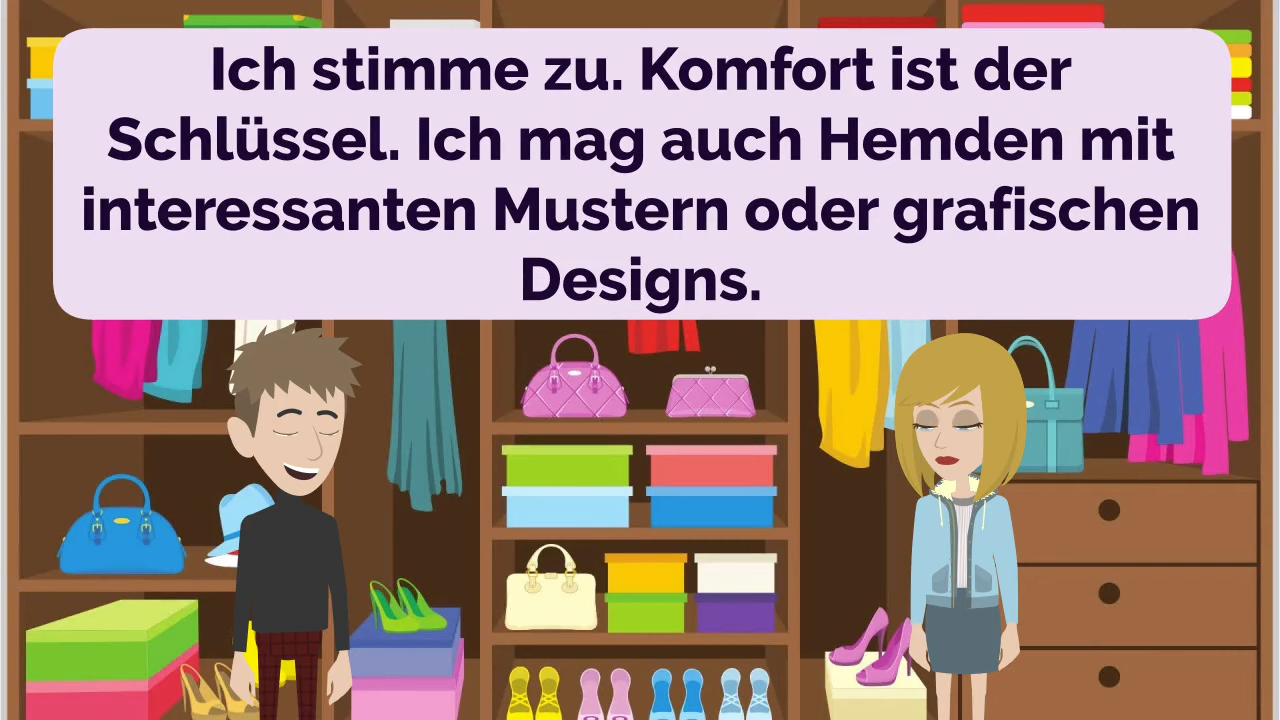 Ich stimme zu. Komfort ist der
Schlüssel. Ich mag auch Hemden mit
interessanten Mustern oder grafischen
Designs.